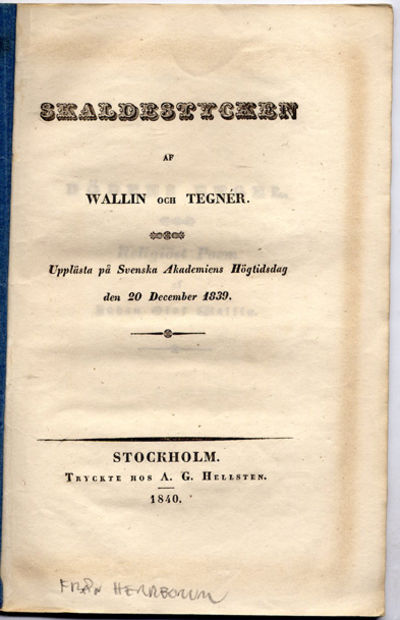 SKALDESTYCKEN
AF
WALLIN OCH TEGNÉR.
Upplästa på Svenska Akademiens Högtidsdag
den 20 December 1839.
STOCKHOLM.
TRYCKTE HOS A. G. HELLSTEN.
1840.
FRÅN